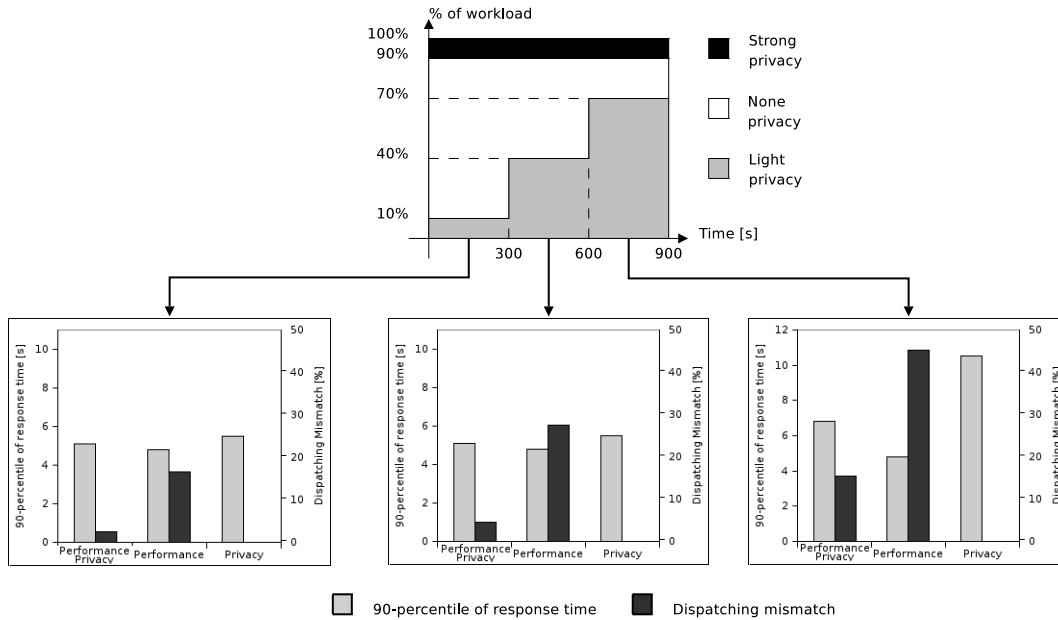 % of workload
100%
90%
70%
40%
10%
300
600
900
Time [s]
Strong
privacy
None
privacy
Light
privacy
90-percentile of response time [s]
10
8
6
4
2
0
Performance
Privacy
Performance
Privacy
50
40
30
20
10
0
Dispatching Mismatch [%]
90-percentile of response time [s]
10
8
6
4
2
0
Performance
Privacy
Performance
Privacy
50
40
30
20
10
0
Dispatching Mismatch [%]
90-percentile of response time [s]
12
10
8
6
4
2
0
Performance
Privacy
Performance
Privacy
50
40
30
20
10
0
Dispatching Mismatch [%]
90-percentile of response time
Dispatching mismatch